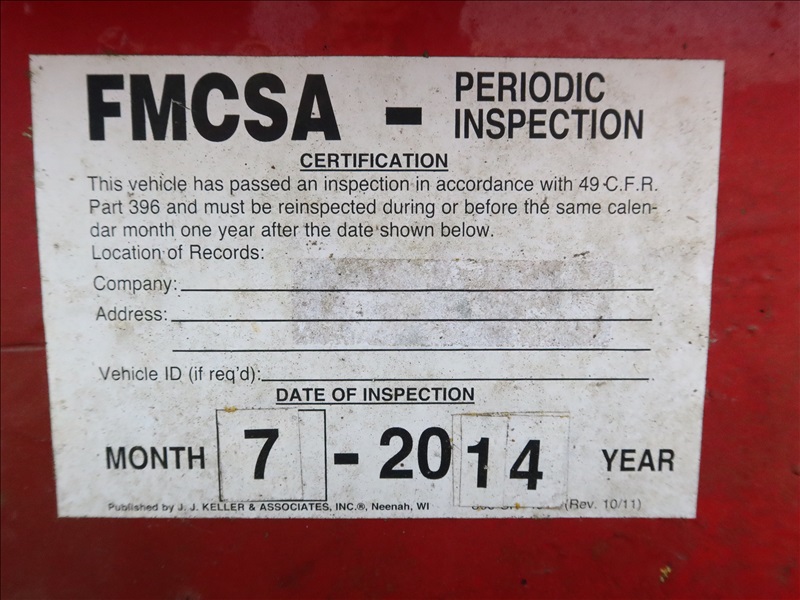 FMCSA - PERIODIC INSPECTION
CERTIFICATION
This vehicle has passed an inspection in accordance with 49 C.F.R.
Part 396 and must be reinspected during or before the same calen-
dar month one year after the date shown below.
Location of Records:
Company:
Address:
Vehicle ID (if req'd):
DATE OF INSPECTION
MONTH 7 - 2014 YEAR
Published by J. J. KELLER & ASSOCIATES, INC.®, Neenah, WI (Rev. 10/11)